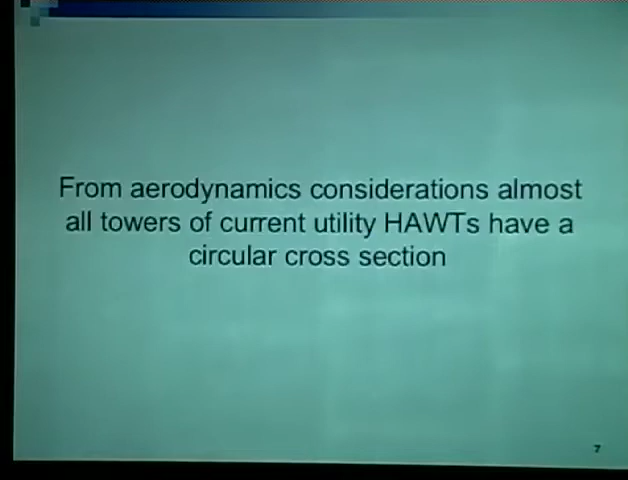 From aerodynamics considerations almost
all towers of current utility HAWTs have a
circular cross section
7